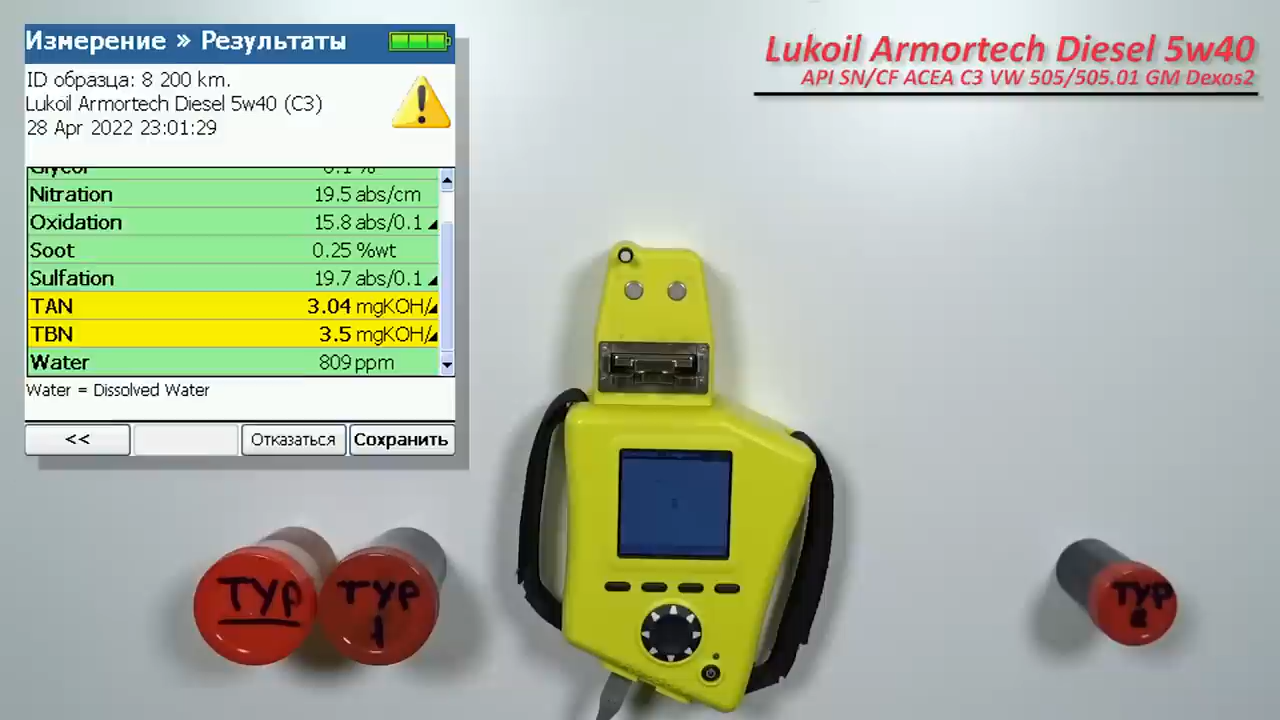 Измерение » Результаты
ID образца: 8 200 km.
Lukoil Armortech Diesel 5w40 (C3)
28 Apr 2022 23:01:29
Glycol 0.1 %
Nitration 19.5 abs/cm
Oxidation 15.8 abs/0.1
Soot 0.25 %wt
Sulfation 19.7 abs/0.1
TAN 3.04 mgKOH/
TBN 3.5 mgKOH/
Water 809 ppm
Water = Dissolved Water
<< Отказаться Сохранить
Lukoil Armortech Diesel 5w40
API SN/CF ACEA C3 VW 505/505.01 GM Dexos2
ТУР
ТУР
1
ТУР